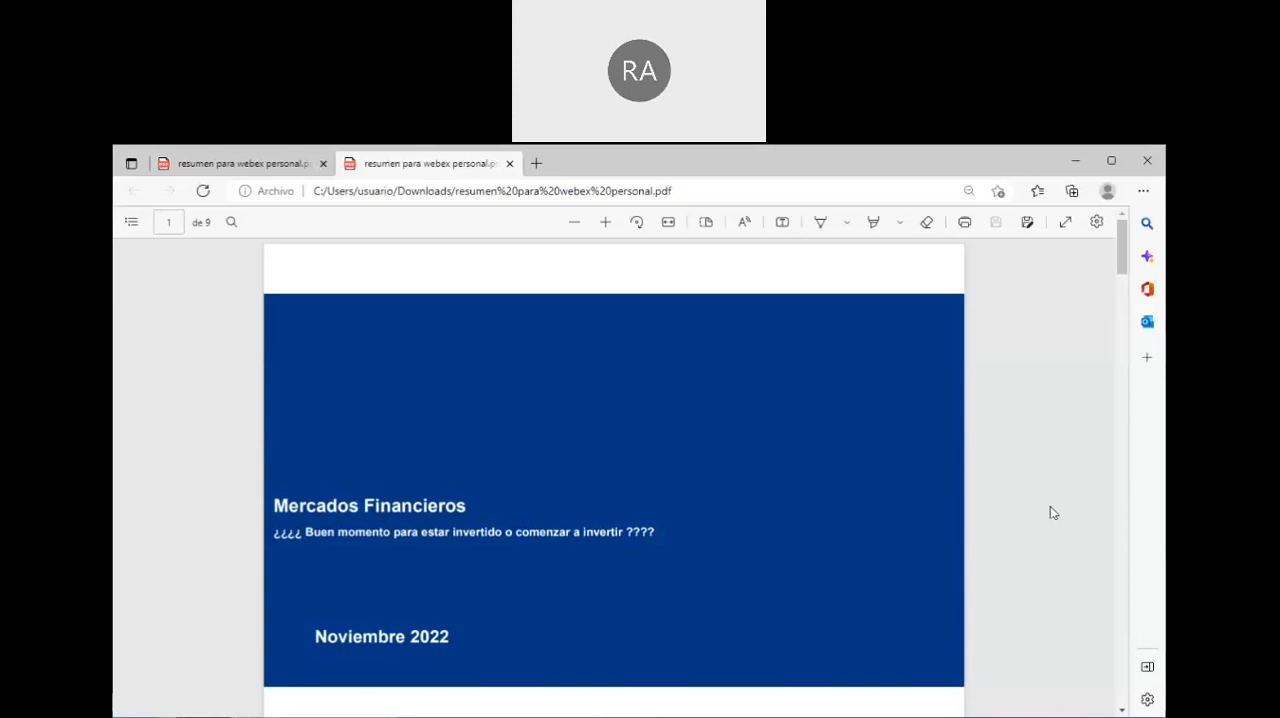 RA
resumen para webex personal.p
resumen para webex personal.p
Archivo
C:/Users/usuario/Downloads/resumen%20para%20webex%20personal.pdf
1 de 9
Mercados Financieros
¿¿¿¿ Buen momento para estar invertido o comenzar a invertir ????
Noviembre 2022